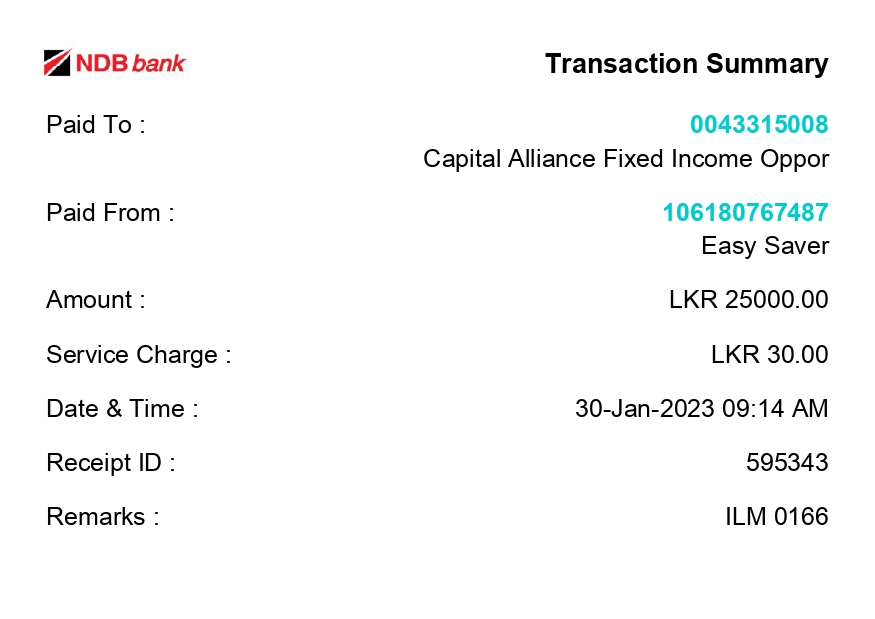 NDB bank
Transaction Summary
Paid To : 0043315008
Capital Alliance Fixed Income Oppor
Paid From : 106180767487
Easy Saver
Amount : LKR 25000.00
Service Charge : LKR 30.00
Date & Time : 30-Jan-2023 09:14 AM
Receipt ID : 595343
Remarks : ILM 0166